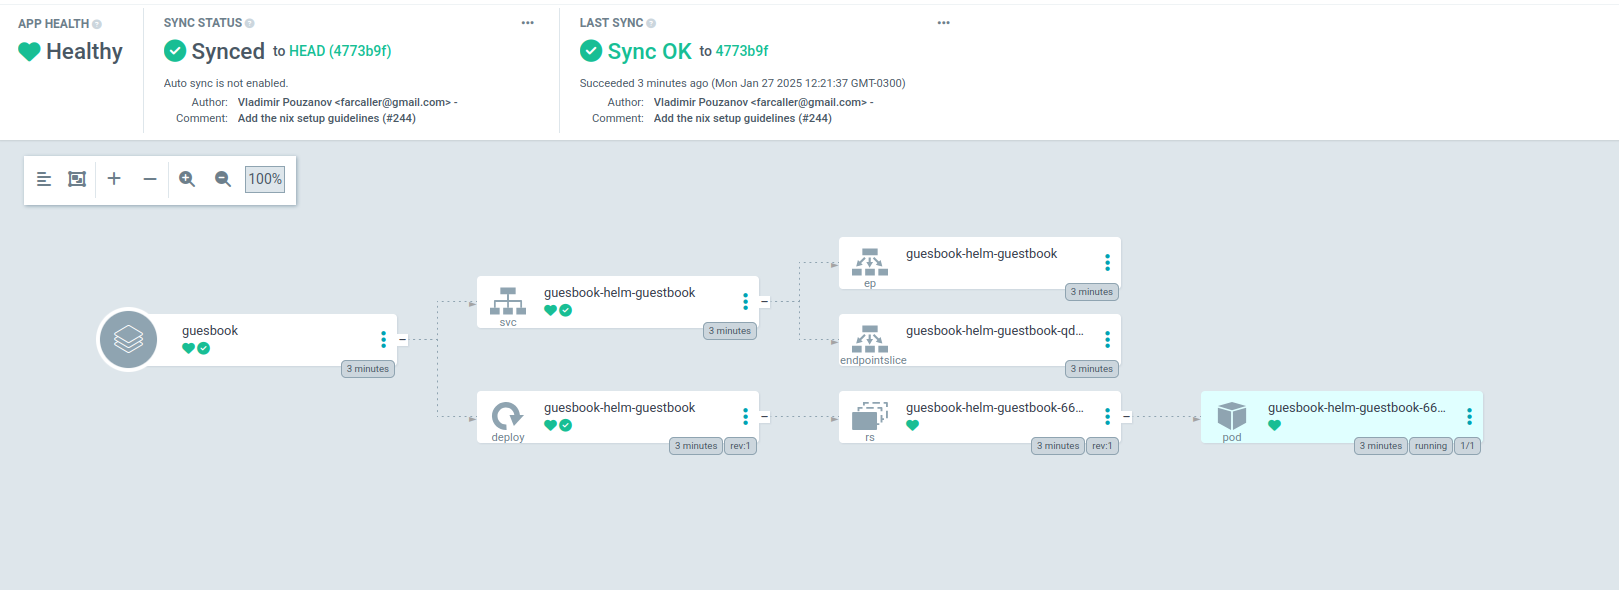 APP HEALTH
Healthy
SYNC STATUS
Synced to HEAD (4773b9f)
Auto sync is not enabled.
Author: Vladimir Pouzanov <farcaller@gmail.com> -
Comment: Add the nix setup guidelines (#244)
LAST SYNC
Sync OK to 4773b9f
Succeeded 3 minutes ago (Mon Jan 27 2025 12:21:37 GMT-0300)
Author: Vladimir Pouzanov <farcaller@gmail.com> -
Comment: Add the nix setup guidelines (#244)
100%
guesbook
3 minutes
guesbook-helm-guestbook
svc
3 minutes
guesbook-helm-guestbook
deploy
3 minutes rev:1
guesbook-helm-guestbook
ep
3 minutes
guesbook-helm-guestbook-qd...
endpointslice
3 minutes
guesbook-helm-guestbook-66...
rs
3 minutes rev:1
guesbook-helm-guestbook-66...
pod
3 minutes running 1/1